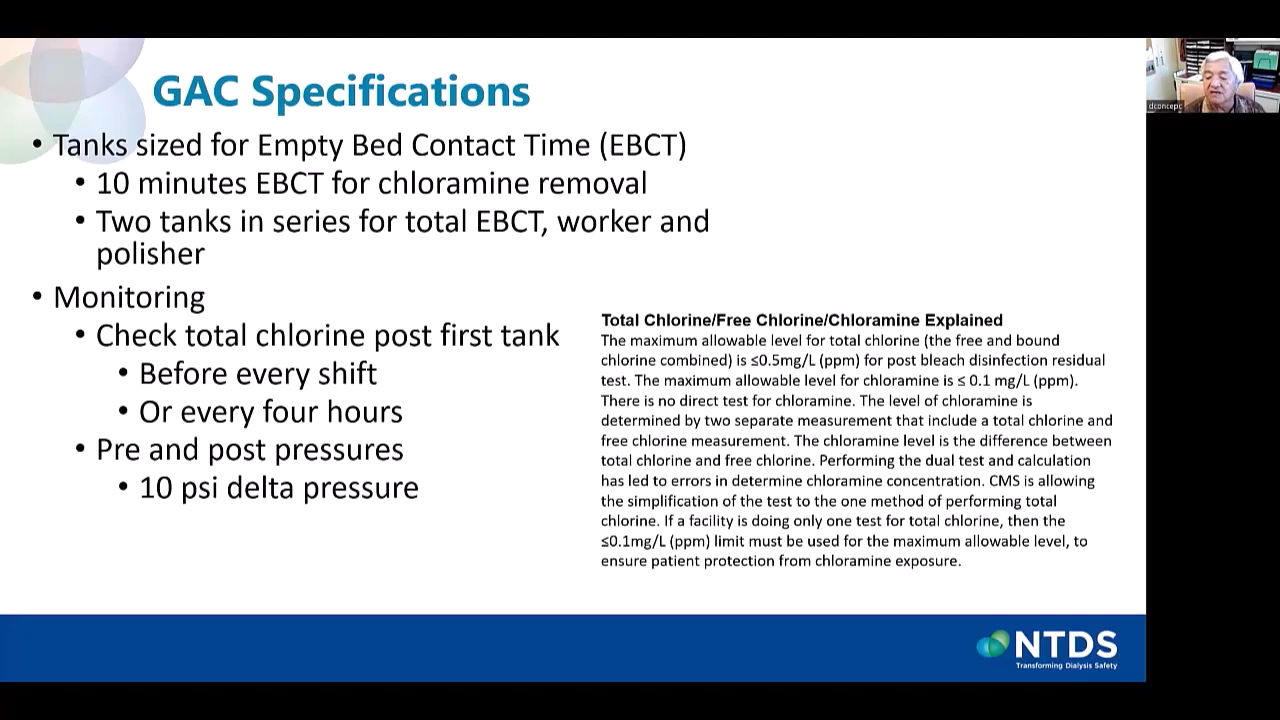 GAC Specifications
• Tanks sized for Empty Bed Contact Time (EBCT)
• 10 minutes EBCT for chloramine removal
• Two tanks in series for total EBCT, worker and
polisher
• Monitoring
• Check total chlorine post first tank
• Before every shift
• Or every four hours
• Pre and post pressures
• 10 psi delta pressure
Total Chlorine/Free Chlorine/Chloramine Explained
The maximum allowable level for total chlorine (the free and bound
chlorine combined) is ≤0.5mg/L (ppm) for post bleach disinfection residual
test. The maximum allowable level for chloramine is ≤ 0.1 mg/L (ppm).
There is no direct test for chloramine. The level of chloramine is
determined by two separate measurement that include a total chlorine and
free chlorine measurement. The chloramine level is the difference between
total chlorine and free chlorine. Performing the dual test and calculation
has led to errors in determine chloramine concentration. CMS is allowing
the simplification of the test to the one method of performing total
chlorine. If a facility is doing only one test for total chlorine, then the
≤0.1mg/L (ppm) limit must be used for the maximum allowable level, to
ensure patient protection from chloramine exposure.
NTDS
Transforming Dialysis Safety
dconcepc